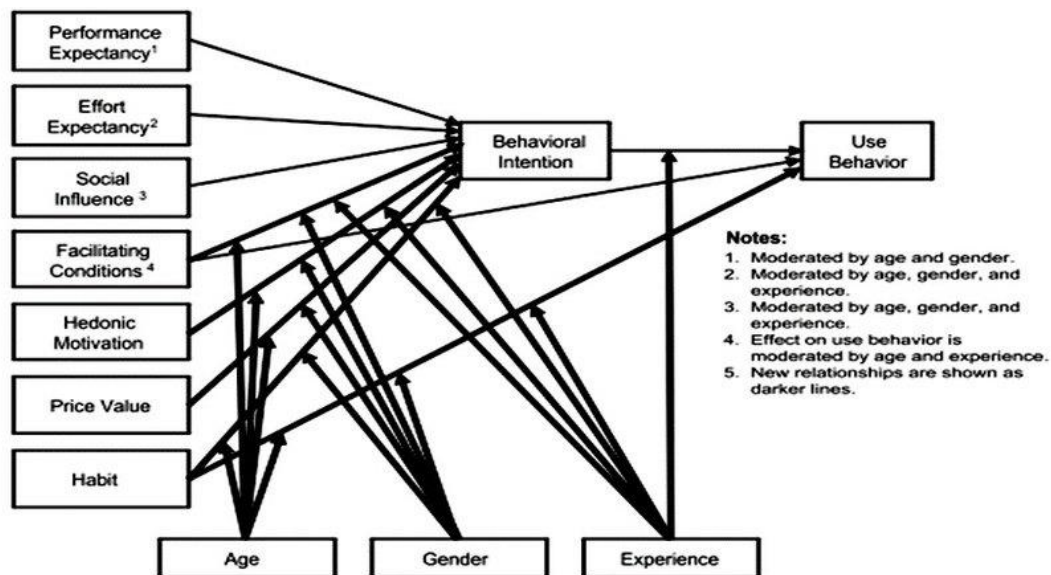 Performance
Expectancy¹
Effort
Expectancy²
Social
Influence ³
Facilitating
Conditions ⁴
Hedonic
Motivation
Price Value
Habit
Behavioral
Intention
Use
Behavior
Notes:
1. Moderated by age and gender.
2. Moderated by age, gender, and
experience.
3. Moderated by age, gender, and
experience.
4. Effect on use behavior is
moderated by age and experience.
5. New relationships are shown as
darker lines.
Age
Gender
Experience